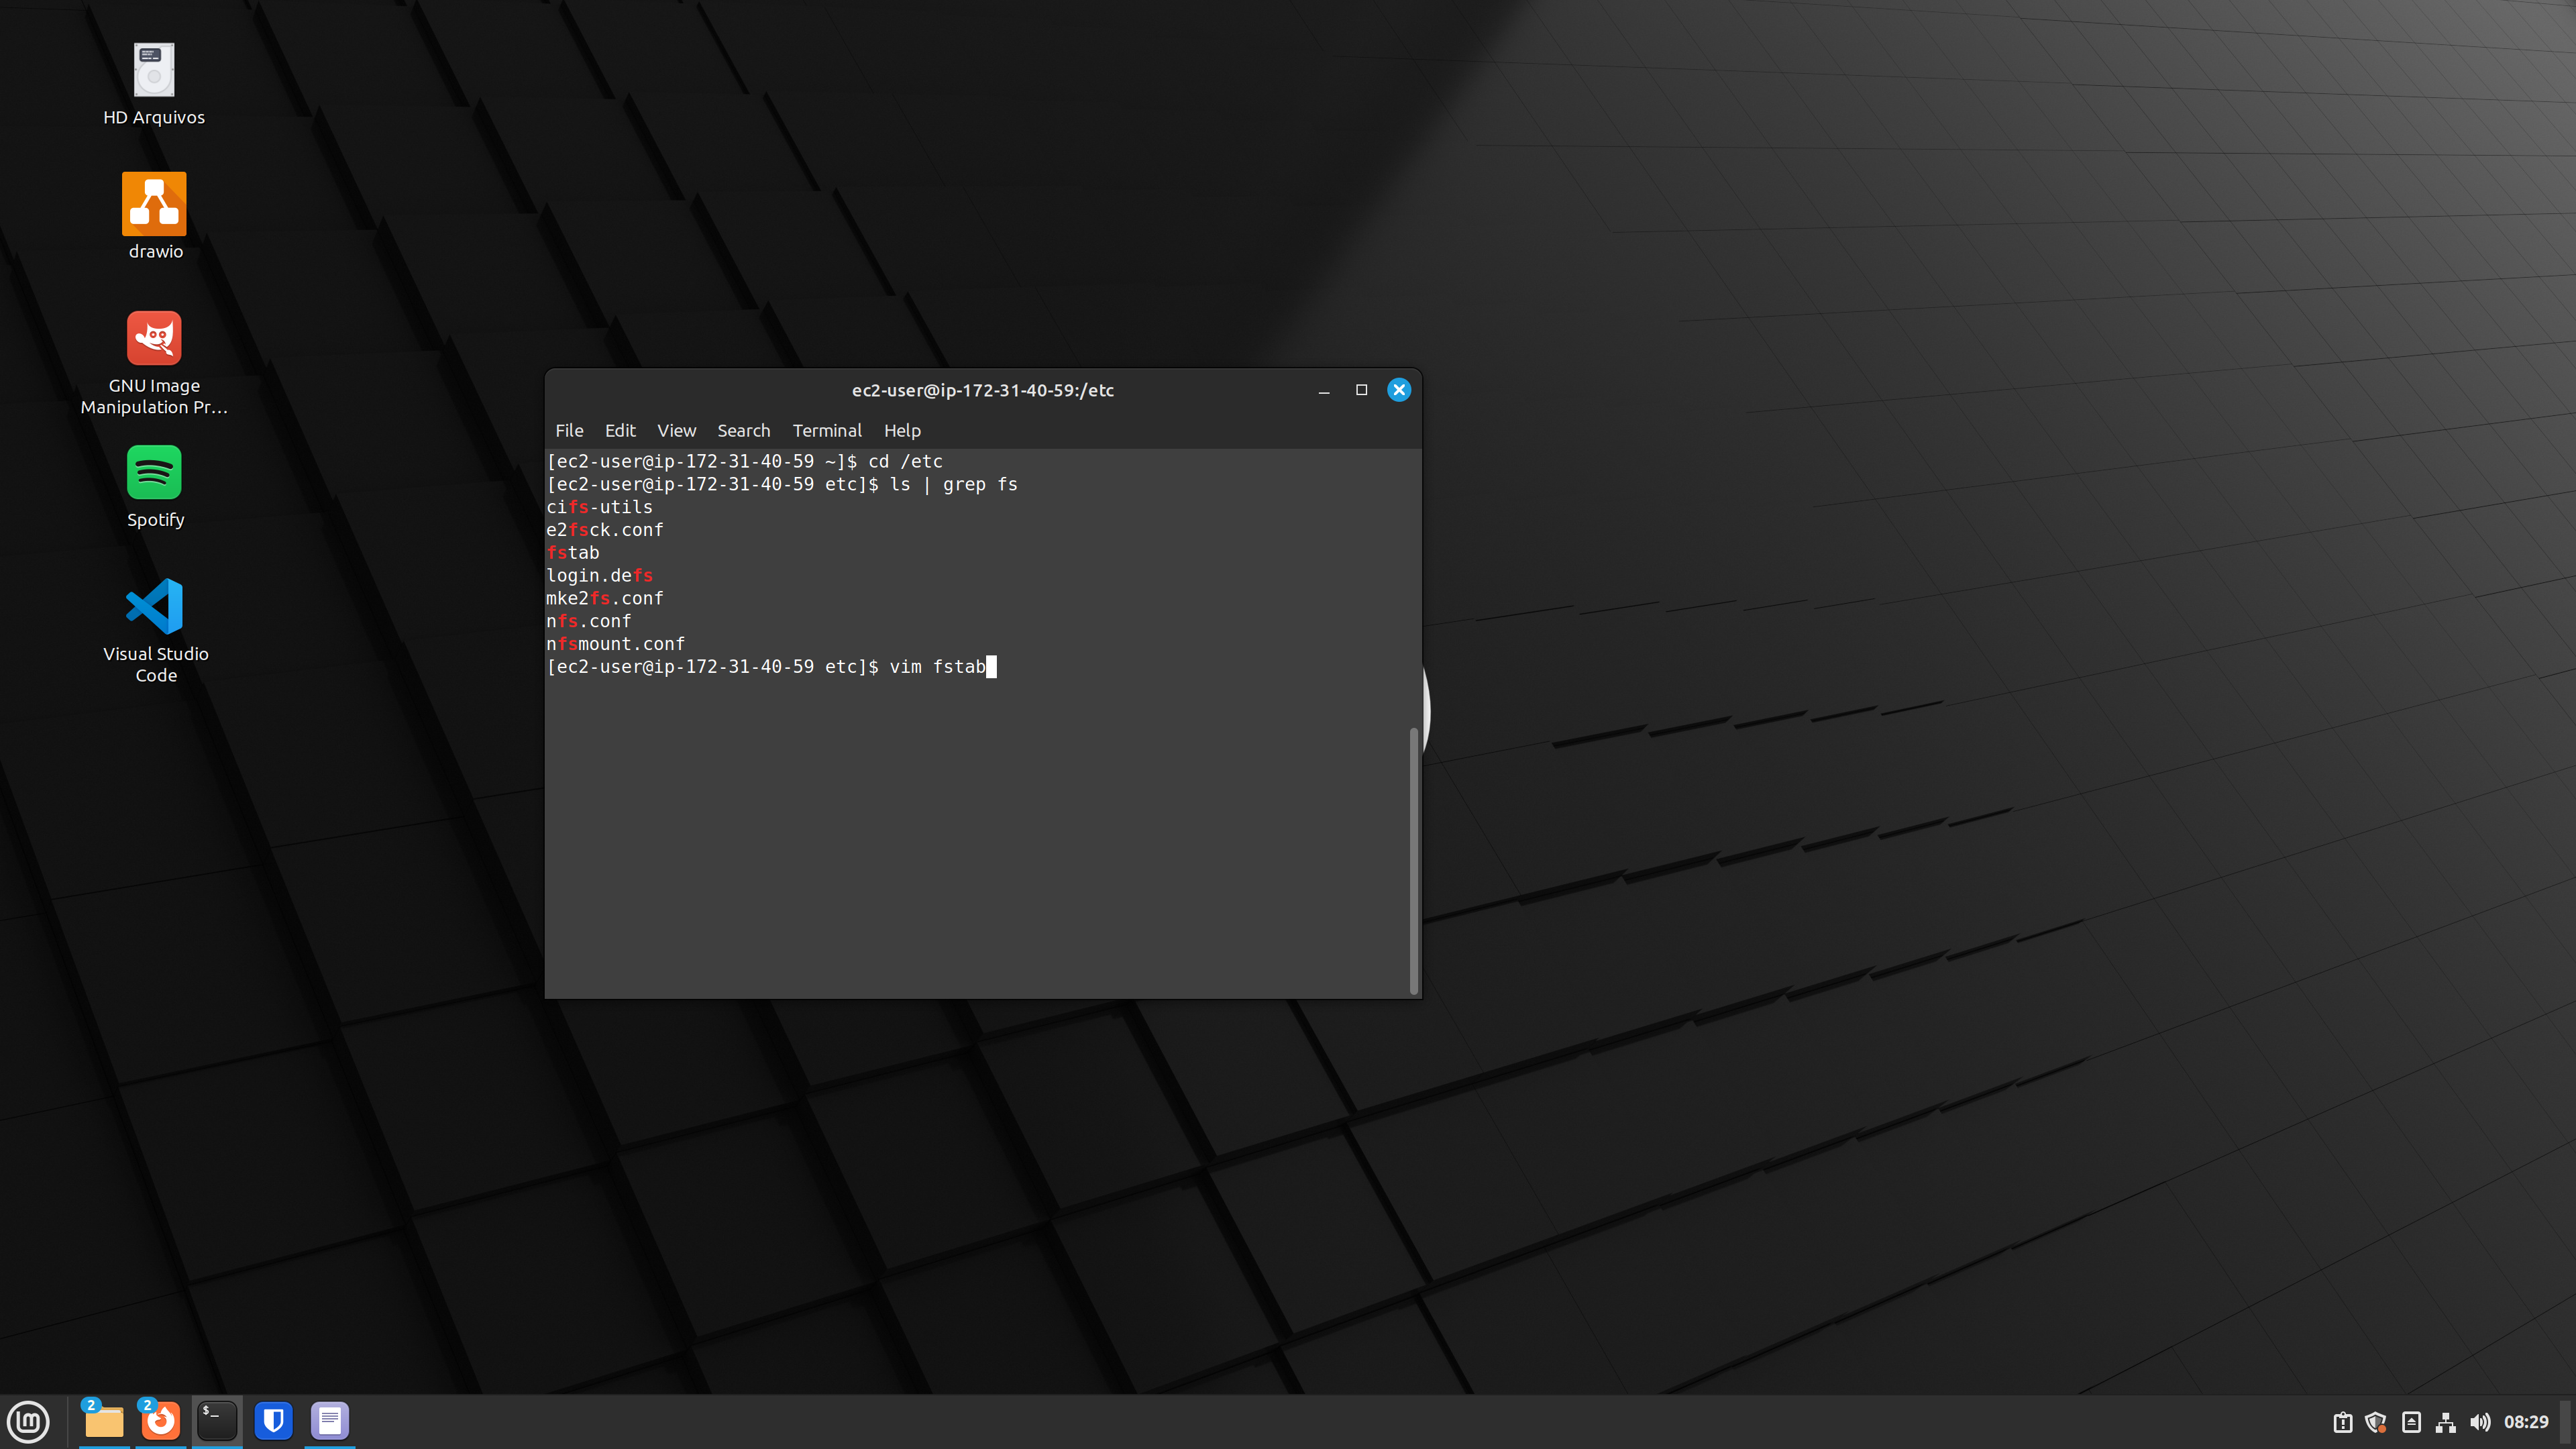 HD Arquivos
drawio
GNU Image
Manipulation Pr...
Spotify
Visual Studio
Code
ec2-user@ip-172-31-40-59:/etc
File Edit View Search Terminal Help
[ec2-user@ip-172-31-40-59 ~]$ cd /etc
[ec2-user@ip-172-31-40-59 etc]$ ls | grep fs
cifs-utils
e2fsck.conf
fstab
login.defs
mke2fs.conf
nfs.conf
nfsmount.conf
[ec2-user@ip-172-31-40-59 etc]$ vim fstab
2 2 $_ 08:29